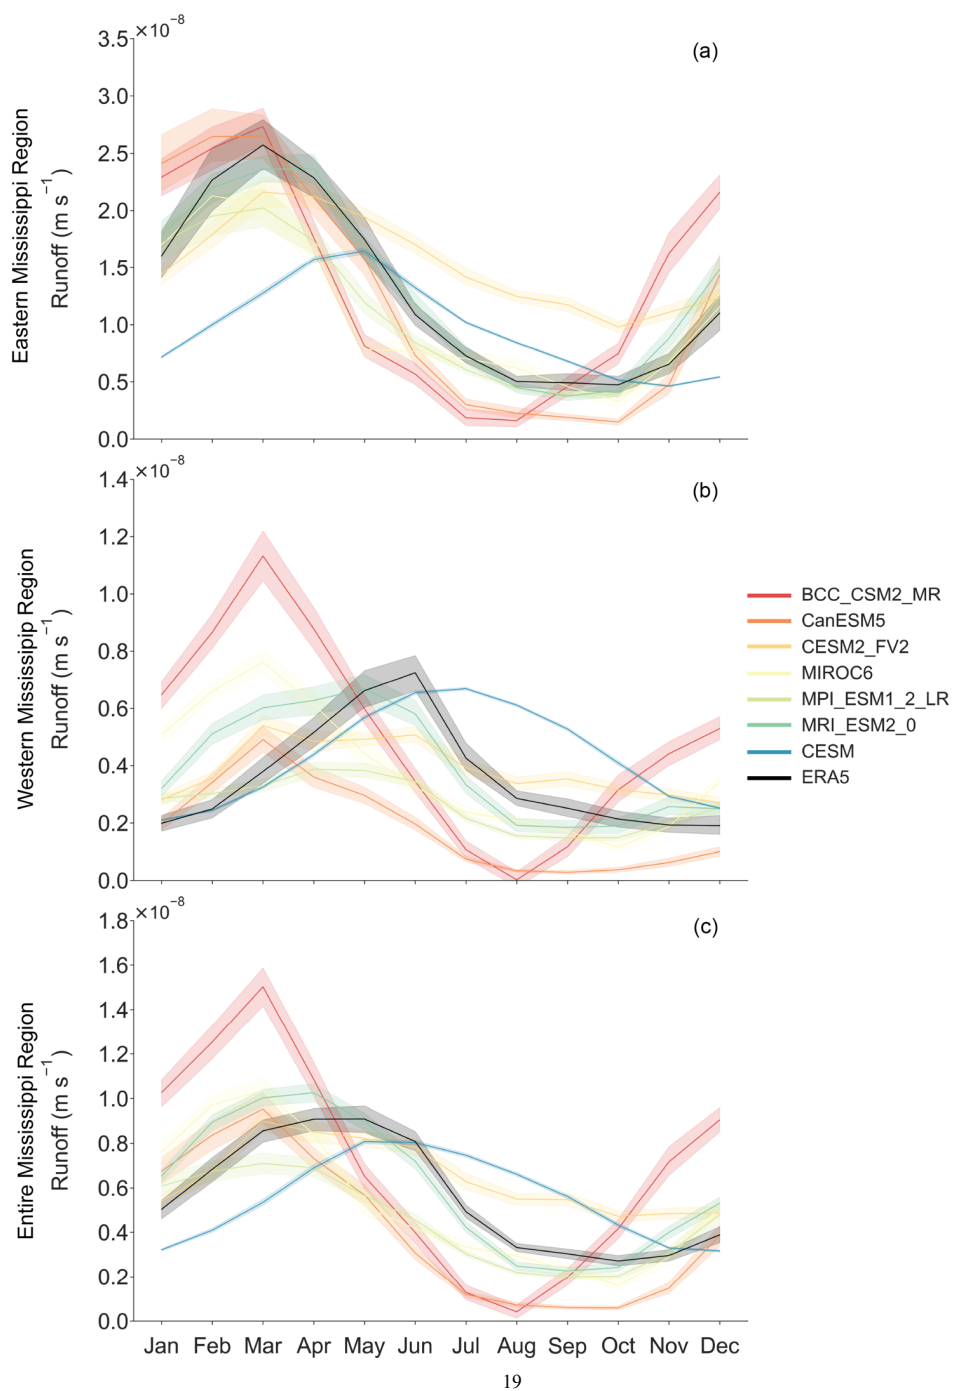 ×10⁻⁸
(a)
3.5
3.0
2.5
2.0
1.5
1.0
0.5
0.0
Eastern Mississippi Region
Runoff (m s⁻¹)
×10⁻⁸
(b)
1.4
1.2
1.0
0.8
0.6
0.4
0.2
0.0
Western Mississipip Region
Runoff (m s⁻¹)
BCC_CSM2_MR
CanESM5
CESM2_FV2
MIROC6
MPI_ESM1_2_LR
MRI_ESM2_0
CESM
ERA5
×10⁻⁸
(c)
1.8
1.6
1.4
1.2
1.0
0.8
0.6
0.4
0.2
0.0
Entire Mississippi Region
Runoff (m s⁻¹)
Jan Feb Mar Apr May Jun Jul Aug Sep Oct Nov Dec
19